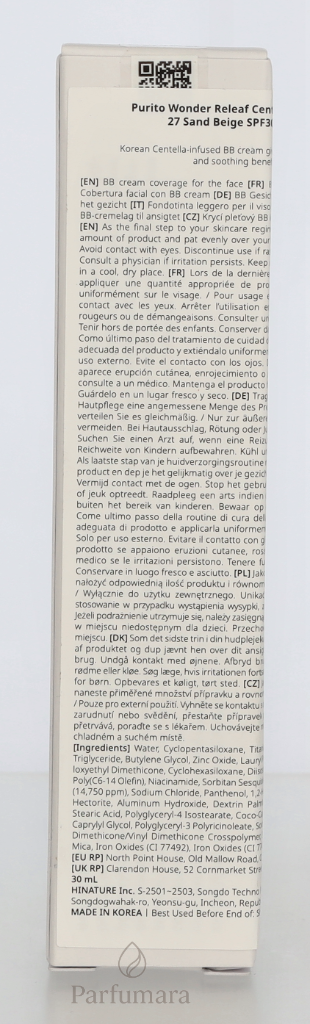 Purito Wonder Releaf Cent
27 Sand Beige SPF30
Korean Centella-infused BB cream
and soothing bene
[EN] BB cream coverage for the face [FR]
Cobertura facial con BB cream [DE] BB Gesic
het gezicht [IT] Fondotinta leggero per il viso
BB-cremelag til ansigtet [CZ] Krycí pleťový BB
[EN] As the final step to your skincare regim
amount of product and pat evenly over your
Avoid contact with eyes. Discontinue use if ra
Consult a physician if irritation persists. Keep
in a cool, dry place. [FR] Lors de la dernière
appliquer une quantité appropriée de pro
uniformément sur le visage. / Pour usage
contact avec les yeux. Arrêter l'utilisation e
rougeurs ou de démangeaisons. Consulter un
Tenir hors de portée des enfants. Conserver d
Como último paso del tratamiento de cuidado
adecuada del producto y extiéndalo uniforme
uso externo. Evite el contacto con los ojos.
aparece erupción cutánea, enrojecimiento o
consulte a un médico. Mantenga el producto
Guárdelo en un lugar fresco y seco. [DE] Trag
Hautpflege eine angemessene Menge des Pr
verteilen Sie es gleichmäßig. / Nur zur äußer
vermeiden. Bei Hautausschlag, Rötung oder J
Suchen Sie einen Arzt auf, wenn eine Reizu
Reichweite von Kindern aufbewahren. Kühl u
Als laatste stap van je huidverzorgingsroutine
product en dep je het gelijkmatig over je gezich
Vermijd contact met de ogen. Stop het gebru
of jeuk optreedt. Raadpleeg een arts indien
buiten het bereik van kinderen. Bewaar op
Come ultimo passo della routine di cura dell
adeguata di prodotto e applicarla uniformem
Solo per uso esterno. Evitare il contatto con g
prodotto se appaiono eruzioni cutanee, ros
medico se le irritazioni persistono. Tenere fu
Conservare in luogo fresco e asciutto. [PL] Jako
nałożyć odpowiednią ilość produktu i równom
/ Wyłącznie do użytku zewnętrznego. Unikać
stosowanie w przypadku wystąpienia wysypki, z
Jeżeli podrażnienie utrzymuje się, należy zasięgną
w miejscu niedostępnym dla dzieci. Przecho
miejscu. [DK] Som det sidste trin i din hudplejek
af produktet og dup jævnt hen over dit ansig
brug. Undgå kontakt med øjnene. Afbryd br
rødme eller kløe. Søg læge, hvis irritationen fort
for børn. Opbevares et køligt, tørt sted. [CZ]
naneste přiměřené množství přípravku a rovno
/ Pouze pro externí použití. Vyhněte se kontaktu
zarudnutí nebo svědění, přestaňte přípravek
přetrvává, poraďte se s lékařem. Uchovávejte
chladném a suchém místě.
[Ingredients] Water, Cyclopentasiloxane, Titan
Triglyceride, Butylene Glycol, Zinc Oxide, Laury
loxyethyl Dimethicone, Cyclohexasiloxane, Diiso
Poly(C6-14 Olefin), Niacinamide, Sorbitan Sesqu
(14,750 ppm), Sodium Chloride, Panthenol, 1,2-
Hectorite, Aluminum Hydroxide, Dextrin Palm
Stearic Acid, Polyglyceryl-4 Isostearate, Coco-C
Caprylyl Glycol, Polyglyceryl-3 Polyricinoleate, So
Dimethicone/Vinyl Dimethicone Crosspolymer
Mica, Iron Oxides (CI 77492), Iron Oxides (CI 77
[EU RP] North Point House, Old Mallow Road,
[UK RP] Clarendon House, 52 Cornmarket Stre
30 mL
HINATURE Inc. S-2501~2503, Songdo Techno
Songdogwahak-ro, Yeonsu-gu, Incheon, Repu
MADE IN KOREA | Best Used Before End of:
Parfumara